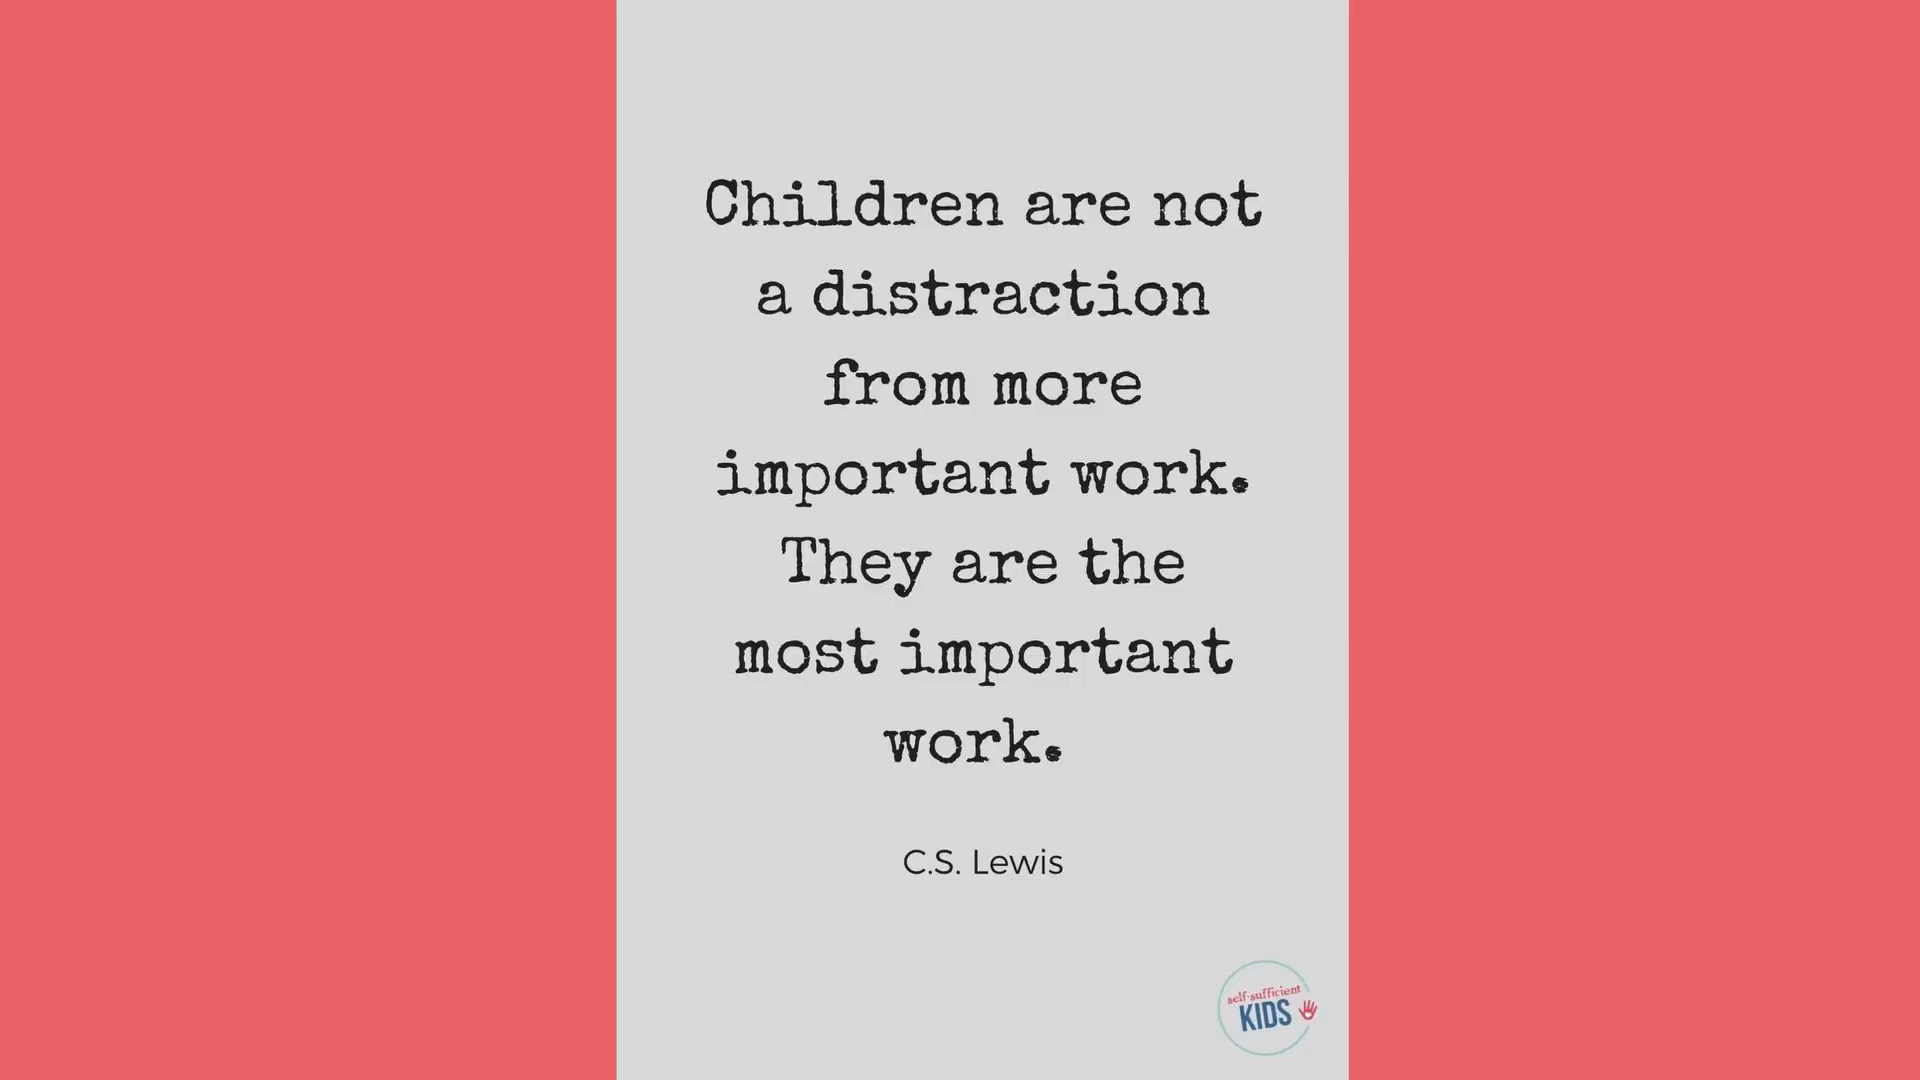 Children are not
a distraction
from more
important work.
They are the
most important
work.
C.S. Lewis
self-sufficient
KIDS